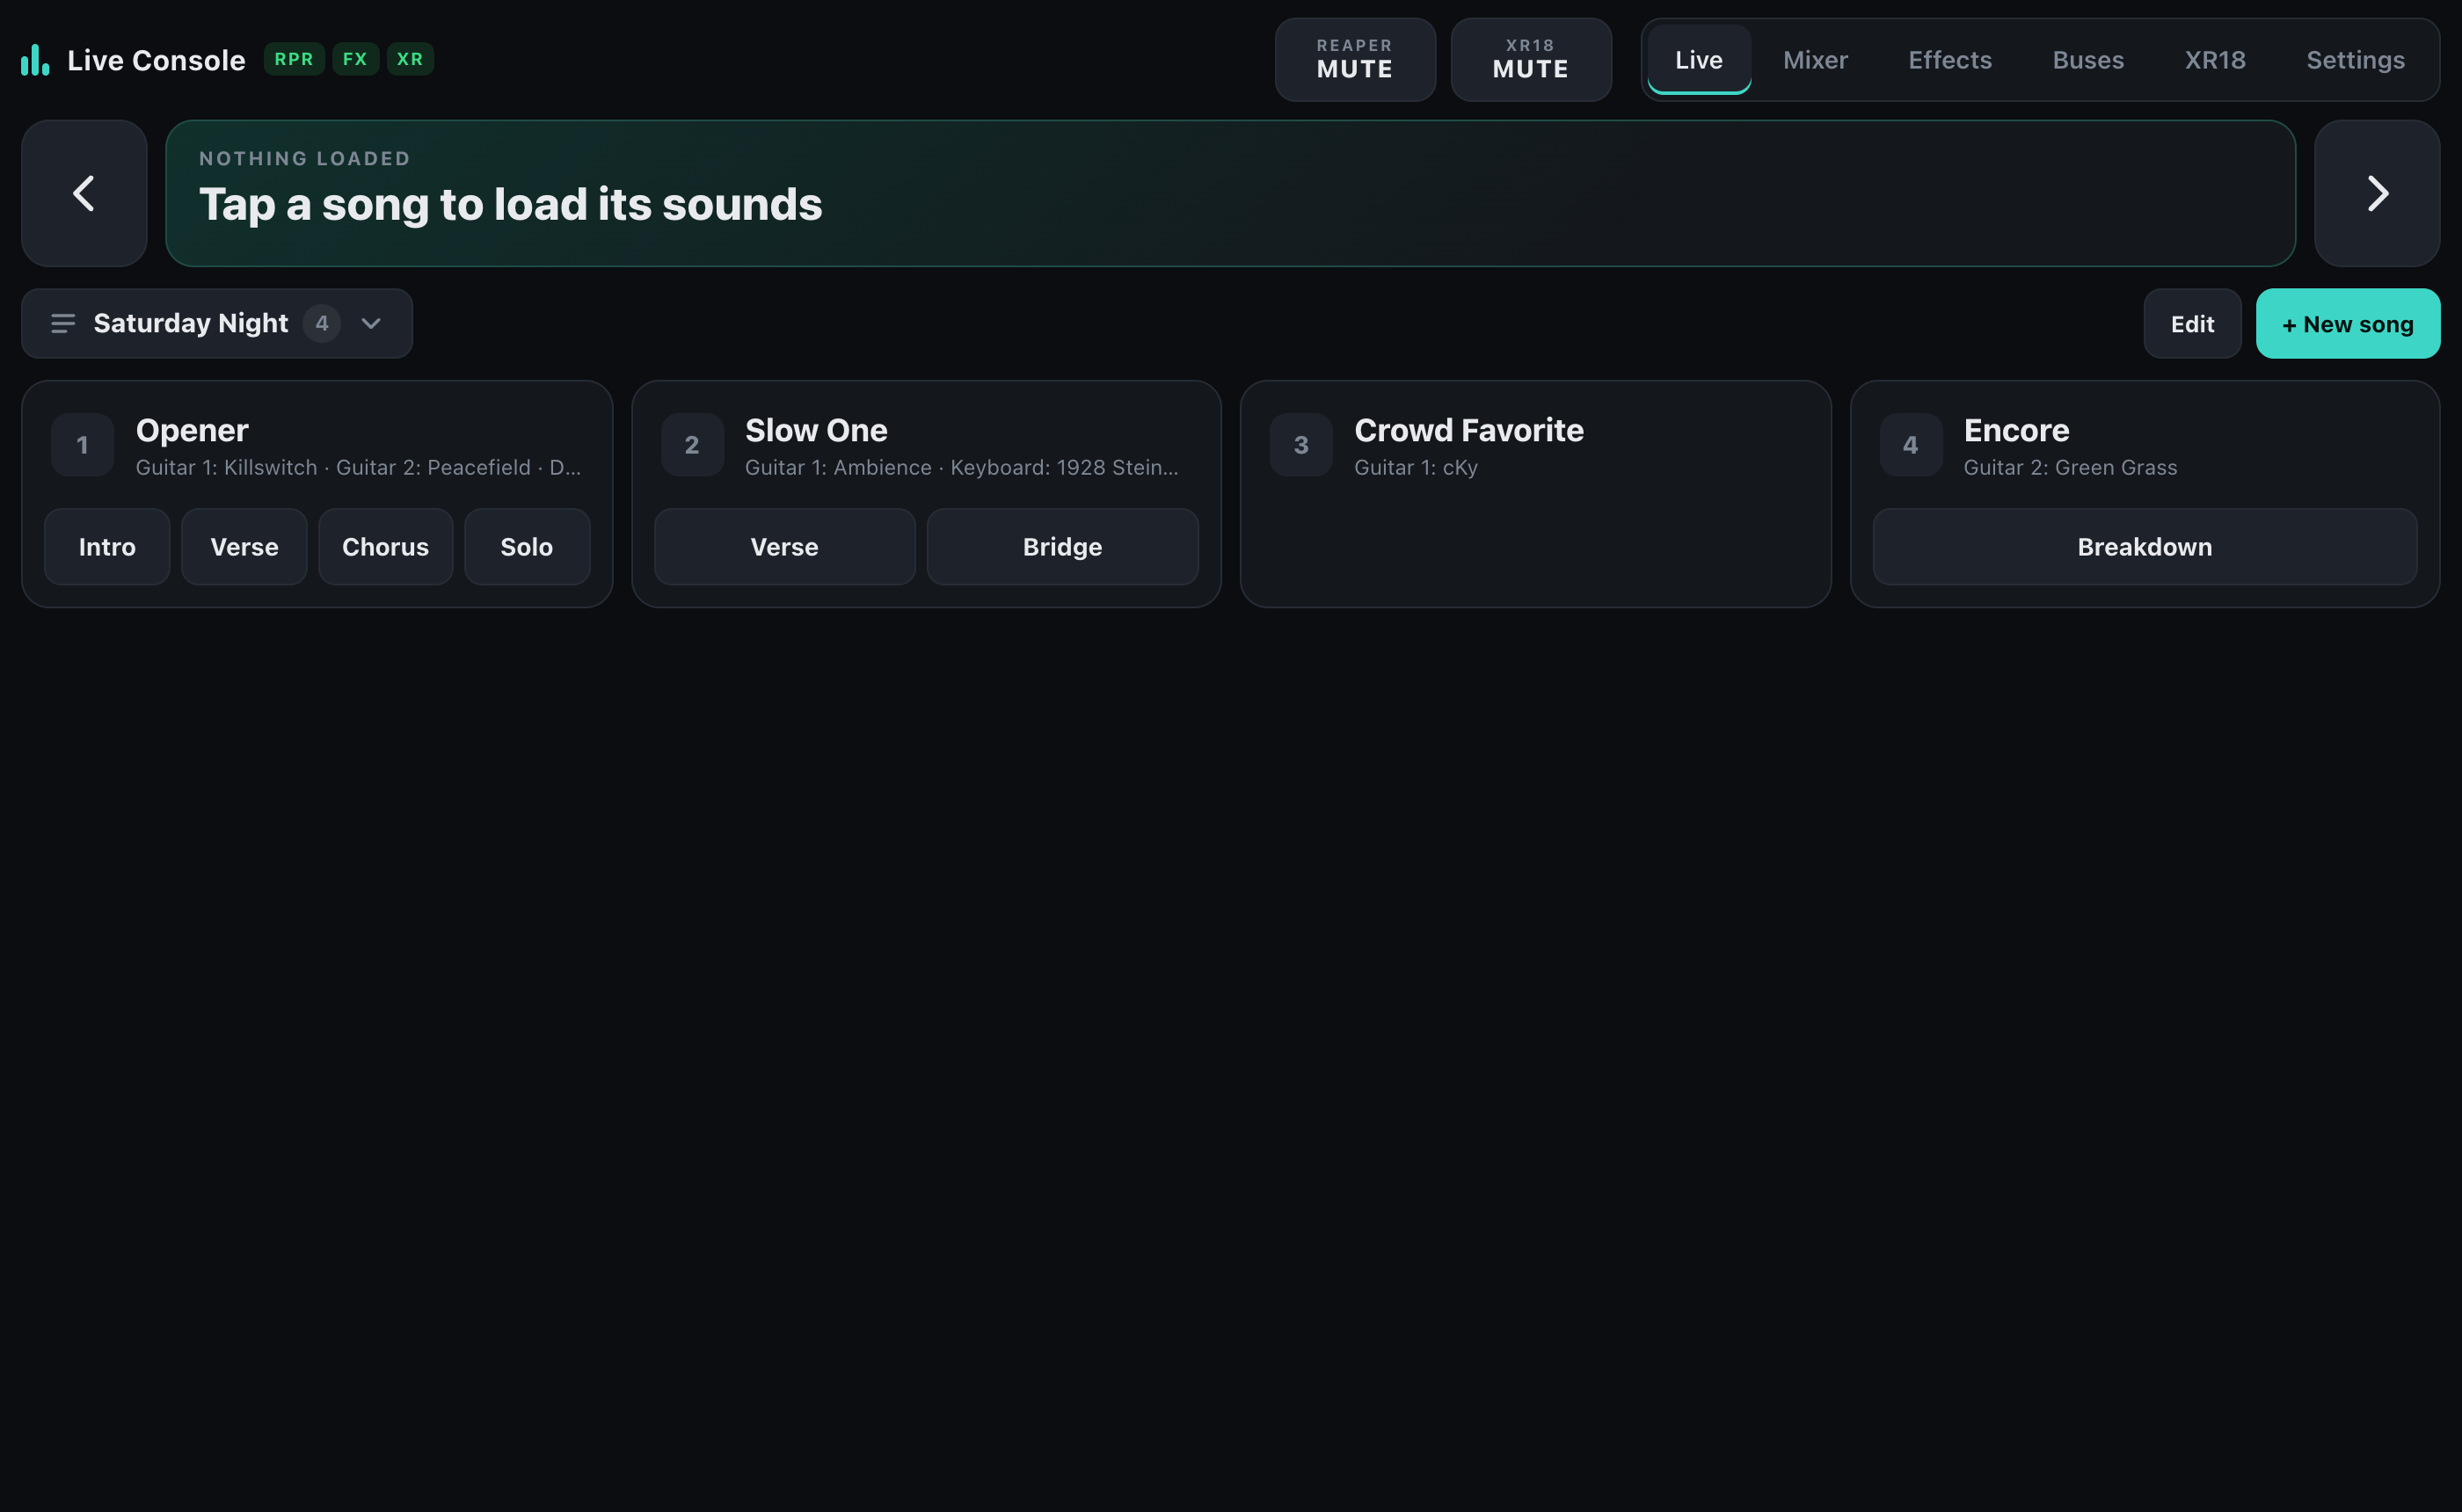 Live Console RPR FX XR
REAPER MUTE
XR18 MUTE
Live Mixer Effects Buses XR18 Settings
NOTHING LOADED
Tap a song to load its sounds
Saturday Night 4
Edit
+ New song
1
Opener
Guitar 1: Killswitch · Guitar 2: Peacefield · D...
Intro Verse Chorus Solo
2
Slow One
Guitar 1: Ambience · Keyboard: 1928 Stein...
Verse Bridge
3
Crowd Favorite
Guitar 1: cKy
4
Encore
Guitar 2: Green Grass
Breakdown